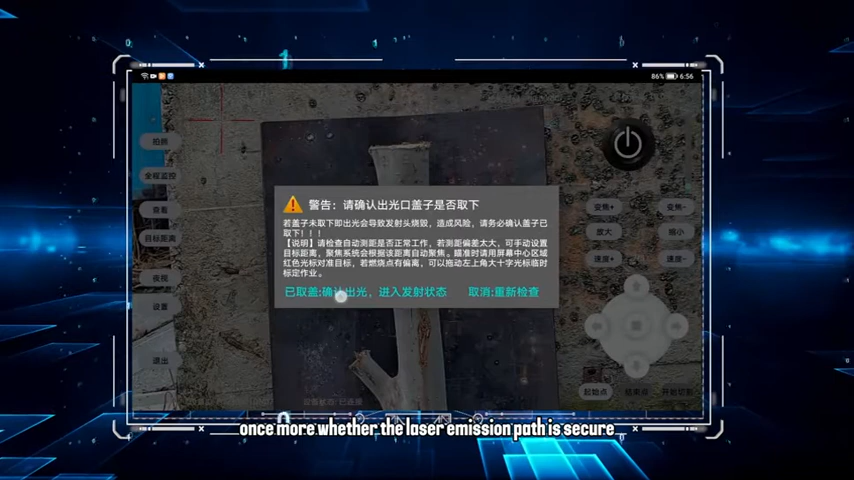 1
86% 6:56
拍照
全程监控
查看
目标距离
夜视
设置
退出
变焦+ 变焦-
放大 缩小
速度+ 速度-
起始点 结束点 开始切割
警告：请确认出光口盖子是否取下
若盖子未取下即出光会导致发射头烧毁，造成风险，请务必确认盖子已
取下！！！
【说明】请检查自动测距是否正常工作，若测距偏差太大，可手动设置
目标距离，聚焦系统会根据该距离自动聚焦。瞄准时请用屏幕中心区域
红色光标对准目标，若燃烧点有偏离，可以拖动左上角大十字光标临时
标定作业。
已取盖:确认出光，进入发射状态 取消:重新检查
设备状态:已连接
once more whether the laser emission path is secure